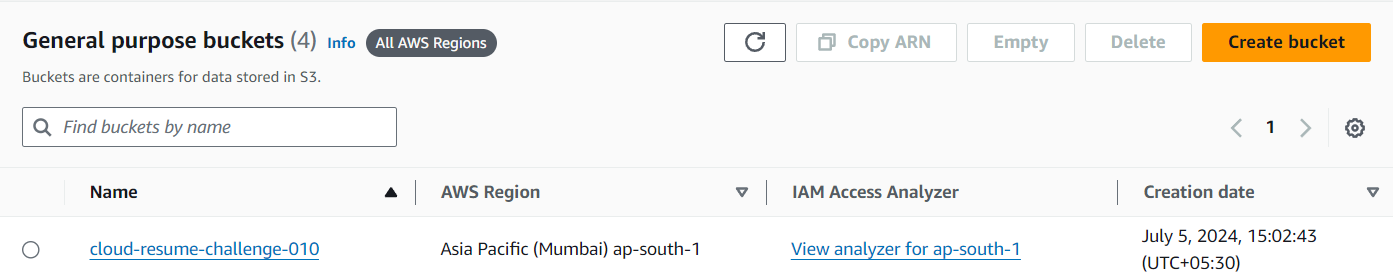 General purpose buckets (4) Info All AWS Regions
Copy ARN Empty Delete Create bucket
Buckets are containers for data stored in S3.
Find buckets by name
1
Name AWS Region IAM Access Analyzer Creation date
cloud-resume-challenge-010 Asia Pacific (Mumbai) ap-south-1 View analyzer for ap-south-1 July 5, 2024, 15:02:43
(UTC+05:30)